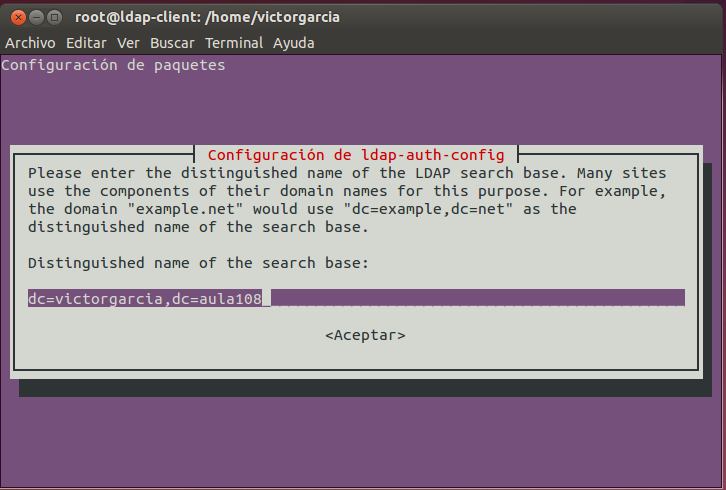 root@ldap-client: /home/victorgarcia
Archivo Editar Ver Buscar Terminal Ayuda
Configuración de paquetes
Configuración de ldap-auth-config
Please enter the distinguished name of the LDAP search base. Many sites
use the components of their domain names for this purpose. For example,
the domain "example.net" would use "dc=example,dc=net" as the
distinguished name of the search base.
Distinguished name of the search base:
dc=victorgarcia,dc=aula108
<Aceptar>